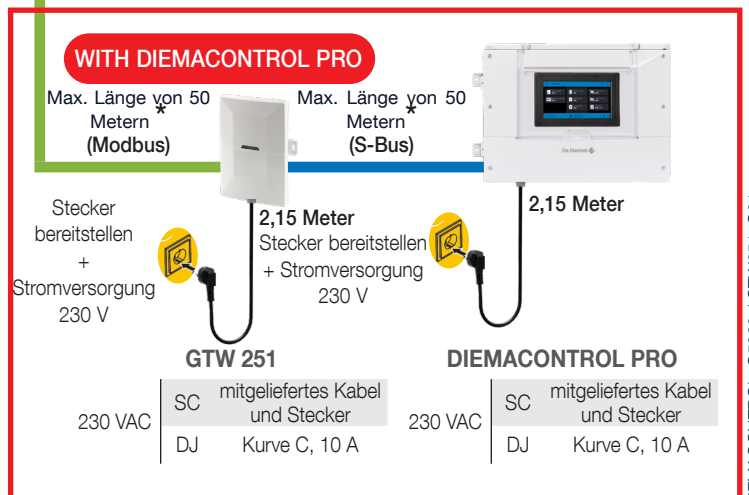 WITH DIEMACONTROL PRO
Max. Länge von 50
Metern*
(Modbus)
Max. Länge von 50
Metern*
(S-Bus)
De Dietrich
Stecker
bereitstellen
+
Stromversorgung
230 V
2,15 Meter
Stecker bereitstellen
+ Stromversorgung
230 V
2,15 Meter
GTW 251
230 VAC
SC
mitgeliefertes Kabel
und Stecker
DJ
Kurve C, 10 A
DIEMACONTROL PRO
230 VAC
SC
mitgeliefertes Kabel
und Stecker
DJ
Kurve C, 10 A